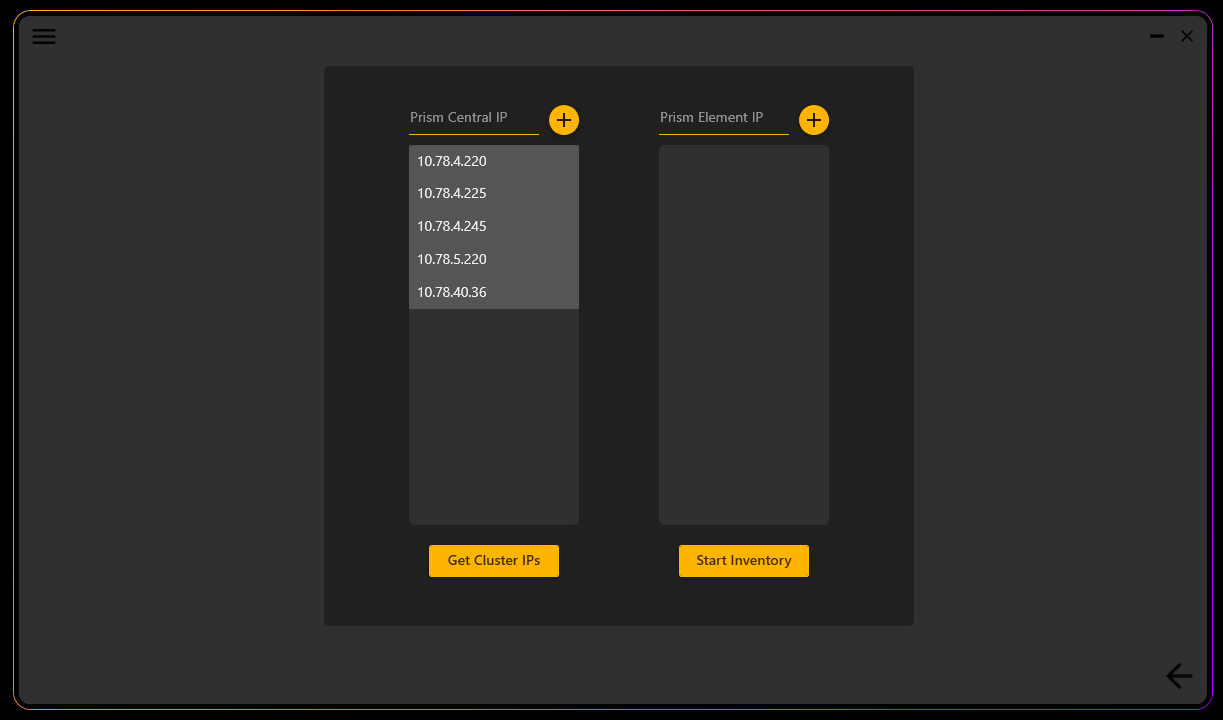 Prism Central IP
Prism Element IP
10.78.4.220
10.78.4.225
10.78.4.245
10.78.5.220
10.78.40.36
Get Cluster IPs
Start Inventory